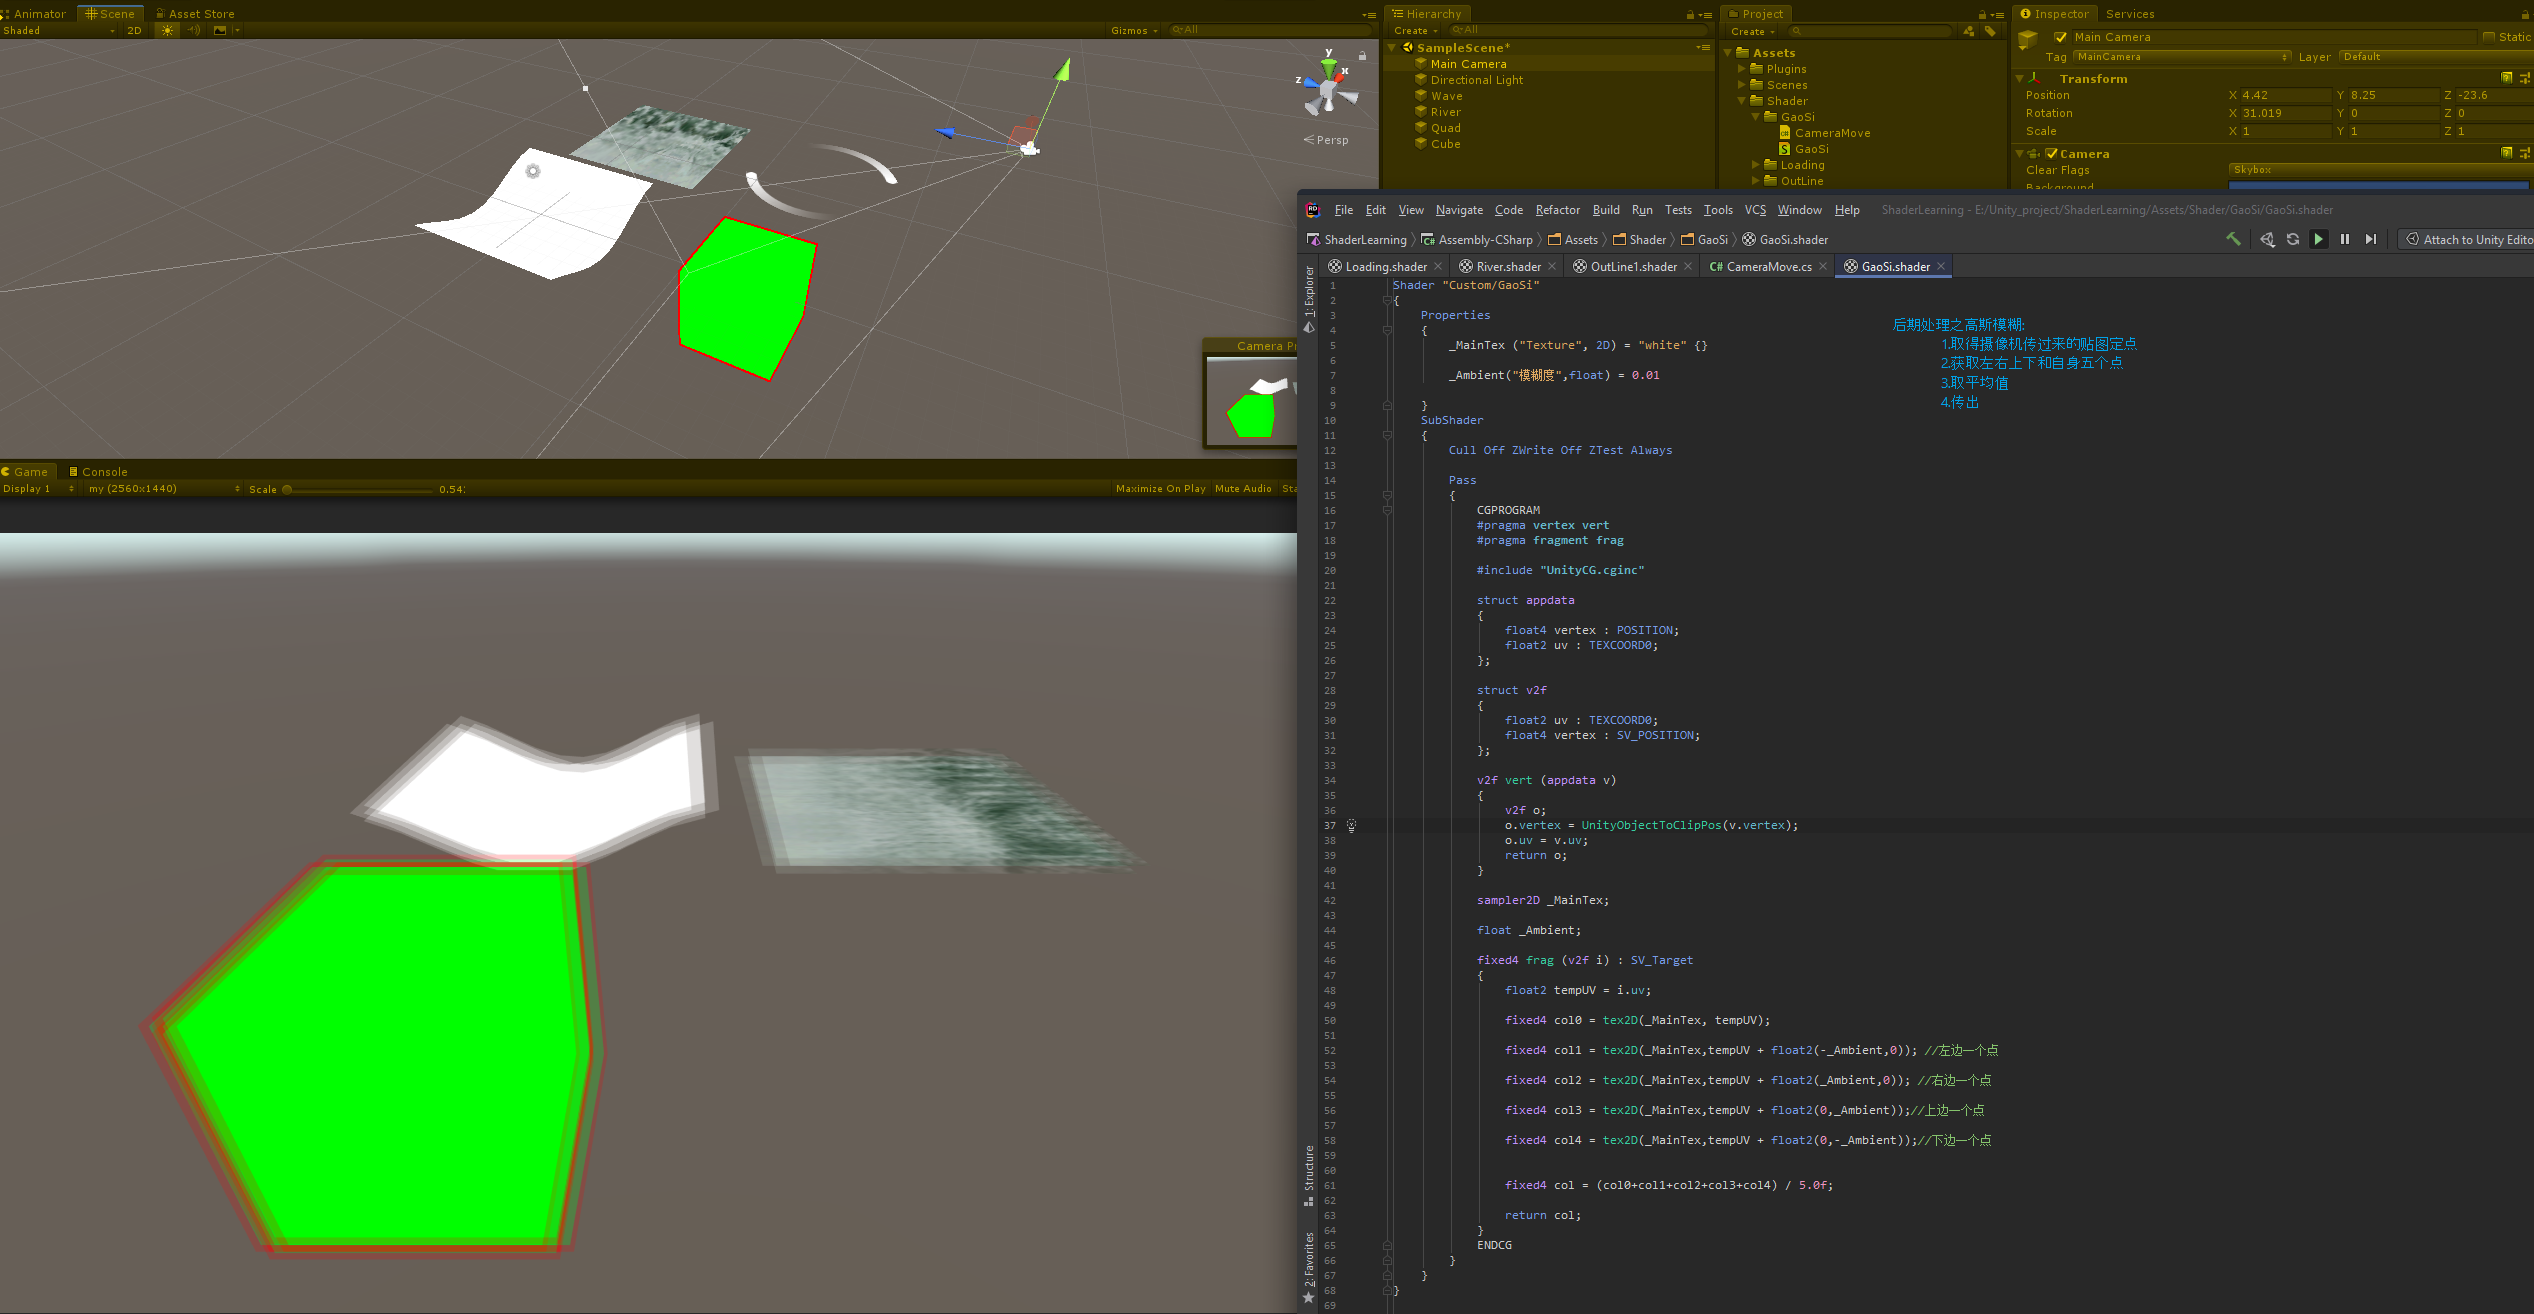 Animator Scene Asset Store
Shaded 2D Gizmos All
y
x
z
Persp
Camera Pr
Game Console
Display 1 my (2560x1440) Scale 0.54 Maximize On Play Mute Audio Sta
Hierarchy
Create All
SampleScene*
Main Camera
Directional Light
Wave
River
Quad
Cube
Project
Create
Assets
Plugins
Scenes
Shader
GaoSi
CameraMove
GaoSi
Loading
OutLine
Inspector Services
Main Camera Static
Tag MainCamera Layer Default
Transform
Position X 4.42 Y 8.25 Z -23.6
Rotation X 31.019 Y 0 Z 0
Scale X 1 Y 1 Z 1
Camera
Clear Flags Skybox
Background
File Edit View Navigate Code Refactor Build Run Tests Tools VCS Window Help ShaderLearning - E:/Unity_project/ShaderLearning/Assets/Shader/GaoSi/GaoSi.shader
ShaderLearning Assembly-CSharp Assets Shader GaoSi GaoSi.shader Attach to Unity Edito
Loading.shader River.shader OutLine1.shader CameraMove.cs GaoSi.shader
1: Explorer
Structure
2: Favorites
1 Shader "Custom/GaoSi"
2 {
3 Properties
后期处理之高斯模糊:
4 {
1.取得摄像机传过来的贴图定点
5 _MainTex ("Texture", 2D) = "white" {}
2.获取左右上下和自身五个点
6
7 _Ambient("模糊度",float) = 0.01
3.取平均值
8
4.传出
9 }
10 SubShader
11 {
12 Cull Off ZWrite Off ZTest Always
13
14 Pass
15 {
16 CGPROGRAM
17 #pragma vertex vert
18 #pragma fragment frag
19
20 #include "UnityCG.cginc"
21
22 struct appdata
23 {
24 float4 vertex : POSITION;
25 float2 uv : TEXCOORD0;
26 };
27
28 struct v2f
29 {
30 float2 uv : TEXCOORD0;
31 float4 vertex : SV_POSITION;
32 };
33
34 v2f vert (appdata v)
35 {
36 v2f o;
37 o.vertex = UnityObjectToClipPos(v.vertex);
38 o.uv = v.uv;
39 return o;
40 }
41
42 sampler2D _MainTex;
43
44 float _Ambient;
45
46 fixed4 frag (v2f i) : SV_Target
47 {
48 float2 tempUV = i.uv;
49
50 fixed4 col0 = tex2D(_MainTex, tempUV);
51
52 fixed4 col1 = tex2D(_MainTex,tempUV + float2(-_Ambient,0)); //左边一个点
53
54 fixed4 col2 = tex2D(_MainTex,tempUV + float2(_Ambient,0)); //右边一个点
55
56 fixed4 col3 = tex2D(_MainTex,tempUV + float2(0,_Ambient));//上边一个点
57
58 fixed4 col4 = tex2D(_MainTex,tempUV + float2(0,-_Ambient));//下边一个点
59
60
61 fixed4 col = (col0+col1+col2+col3+col4) / 5.0f;
62
63 return col;
64 }
65 ENDCG
66 }
67 }
68 }
69